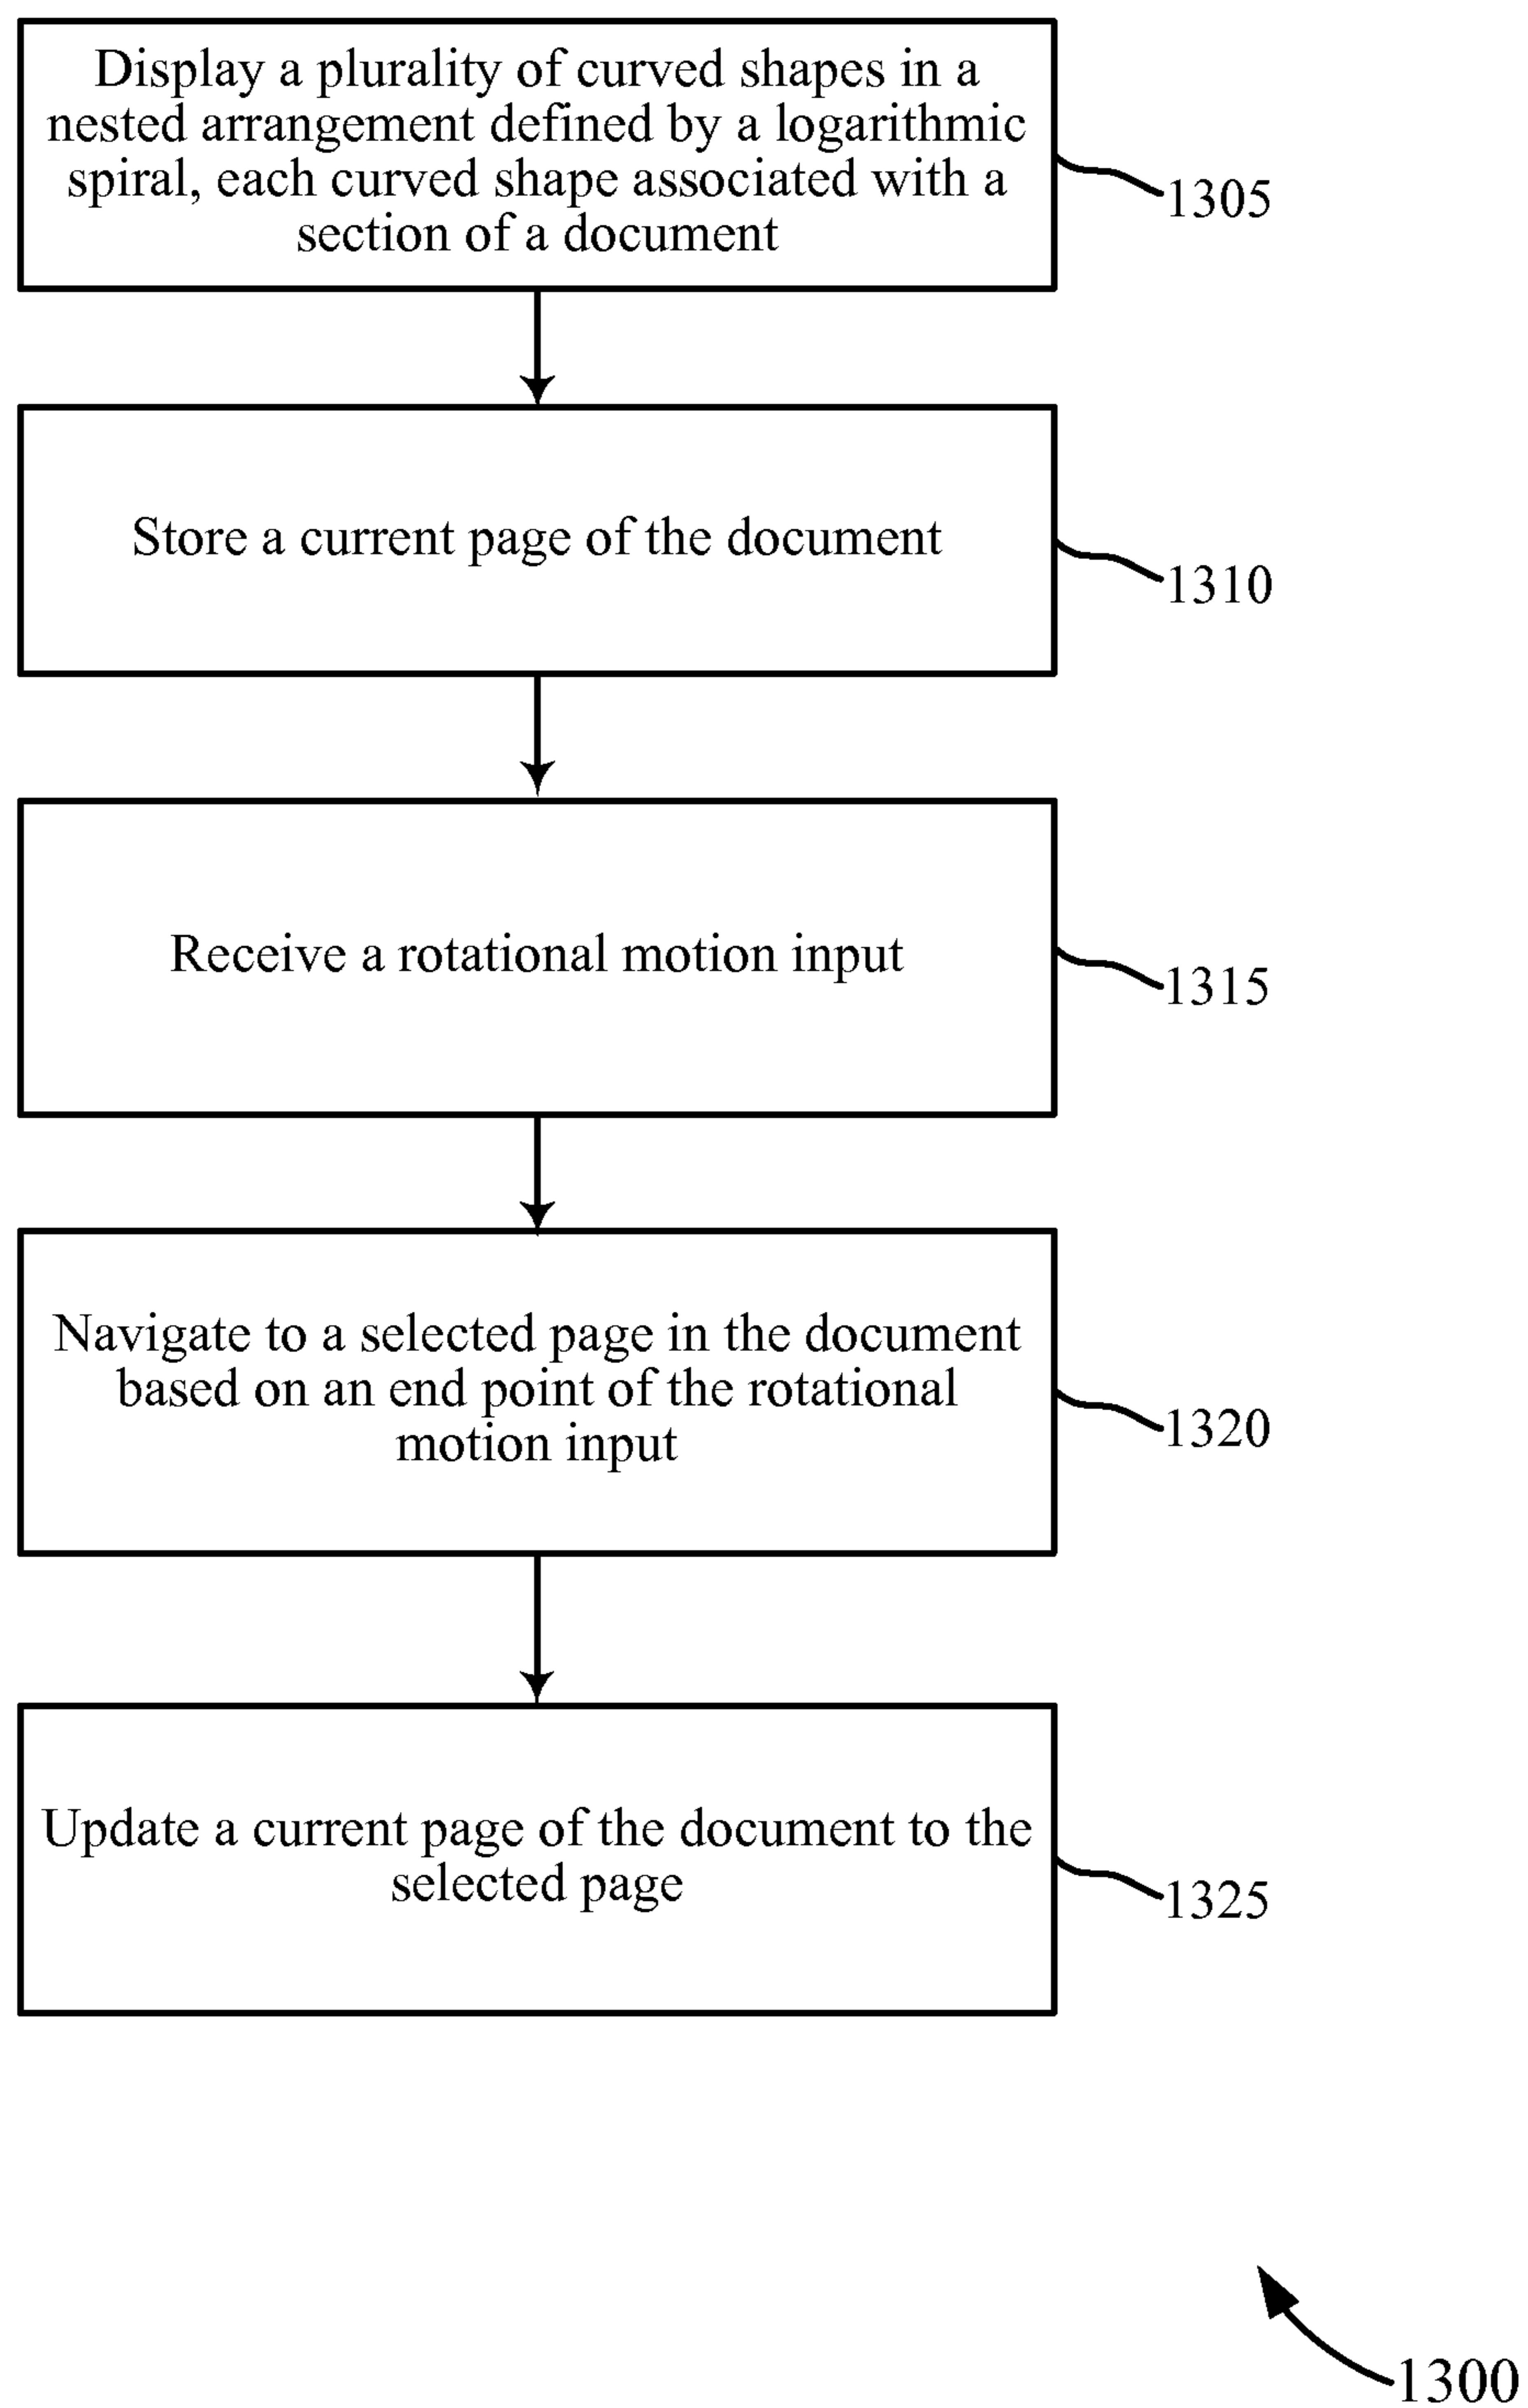 Display a plurality of curved shapes in a
nested arrangement defined by a logarithmic
spiral, each curved shape associated with a
section of a document
1305
Store a current page of the document
1310
Receive a rotational motion input
1315
Navigate to a selected page in the document
based on an end point of the rotational
motion input
1320
Update a current page of the document to the
selected page
1325
1300